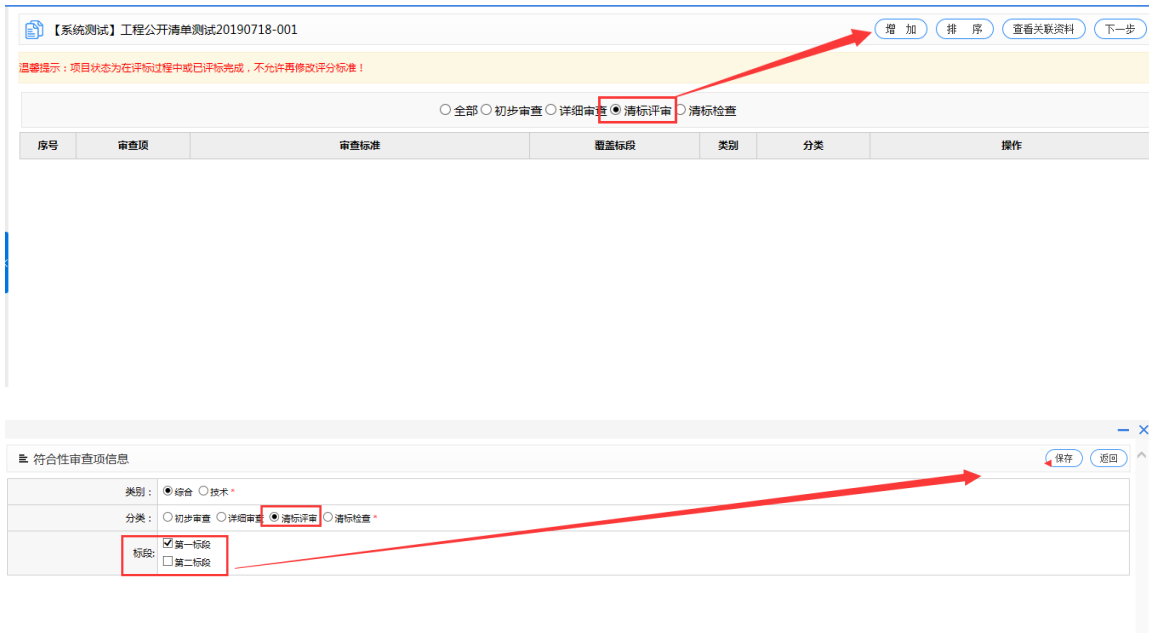 【系统测试】工程公开清单测试20190718-001 增 加 排 序 查看关联资料 下一步
温馨提示：项目状态为在评标过程中或已评标完成，不允许再修改评分标准！
全部 初步审查 详细审查 清标评审 清标检查
序号 审查项 审查标准 覆盖标段 类别 分类 操作
符合性审查项信息 保存 返回
类别： 综合 技术 *
分类： 初步审查 详细审查 清标评审 清标检查 *
标段: 第一标段
第二标段